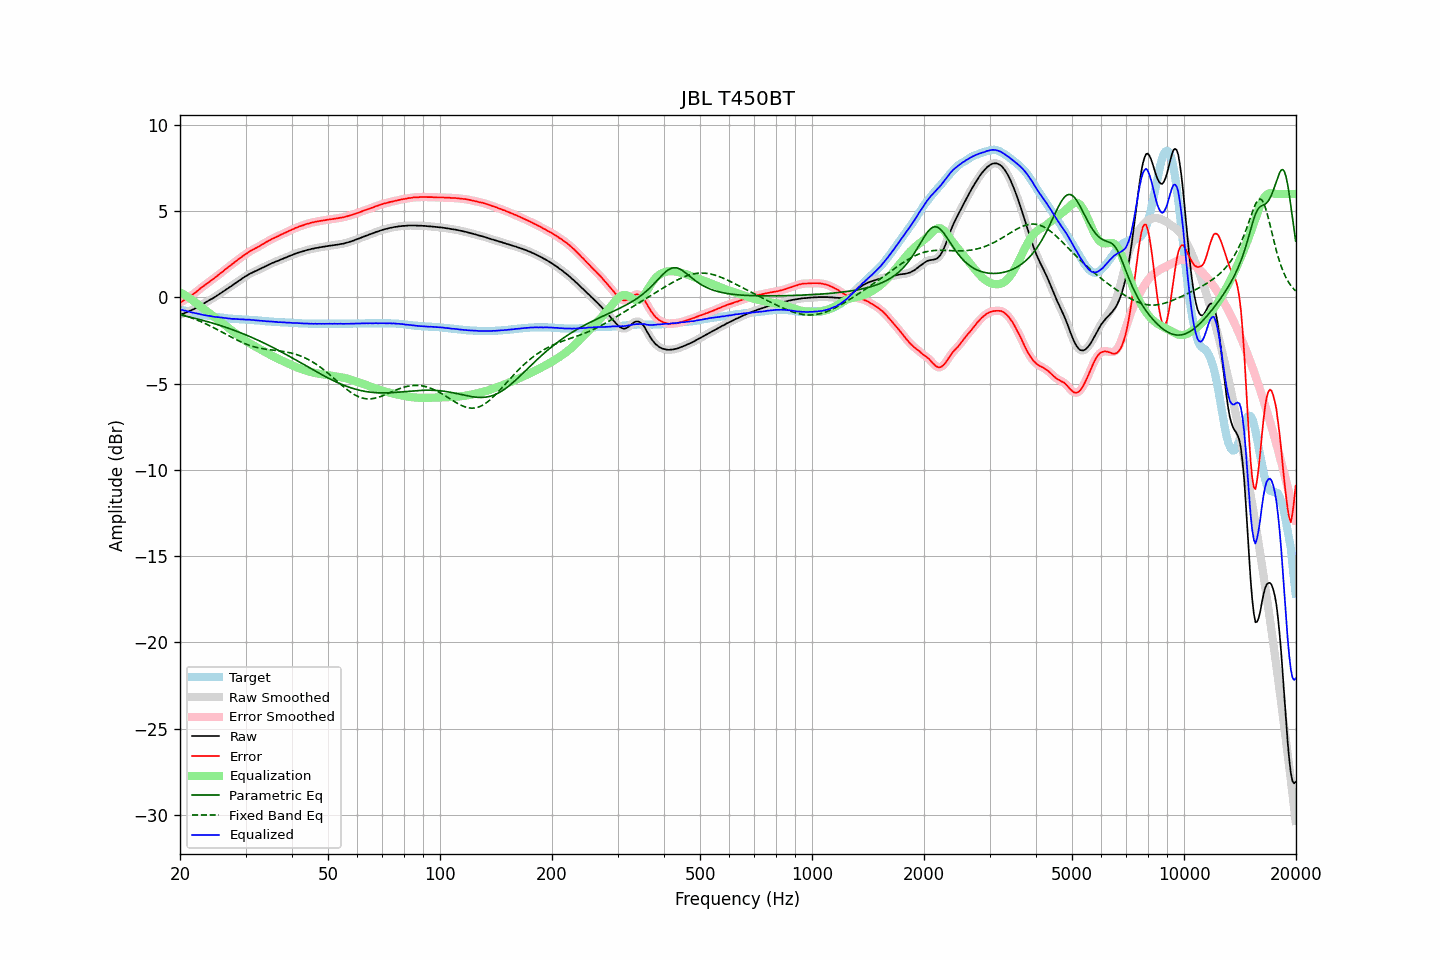 JBL T450BT
10
5
0
−5
−10
−15
−20
−25
−30
Amplitude (dBr)
Target
Raw Smoothed
Error Smoothed
Raw
Error
Equalization
Parametric Eq
Fixed Band Eq
Equalized
20 50 100 200 500 1000 2000 5000 10000 20000
Frequency (Hz)